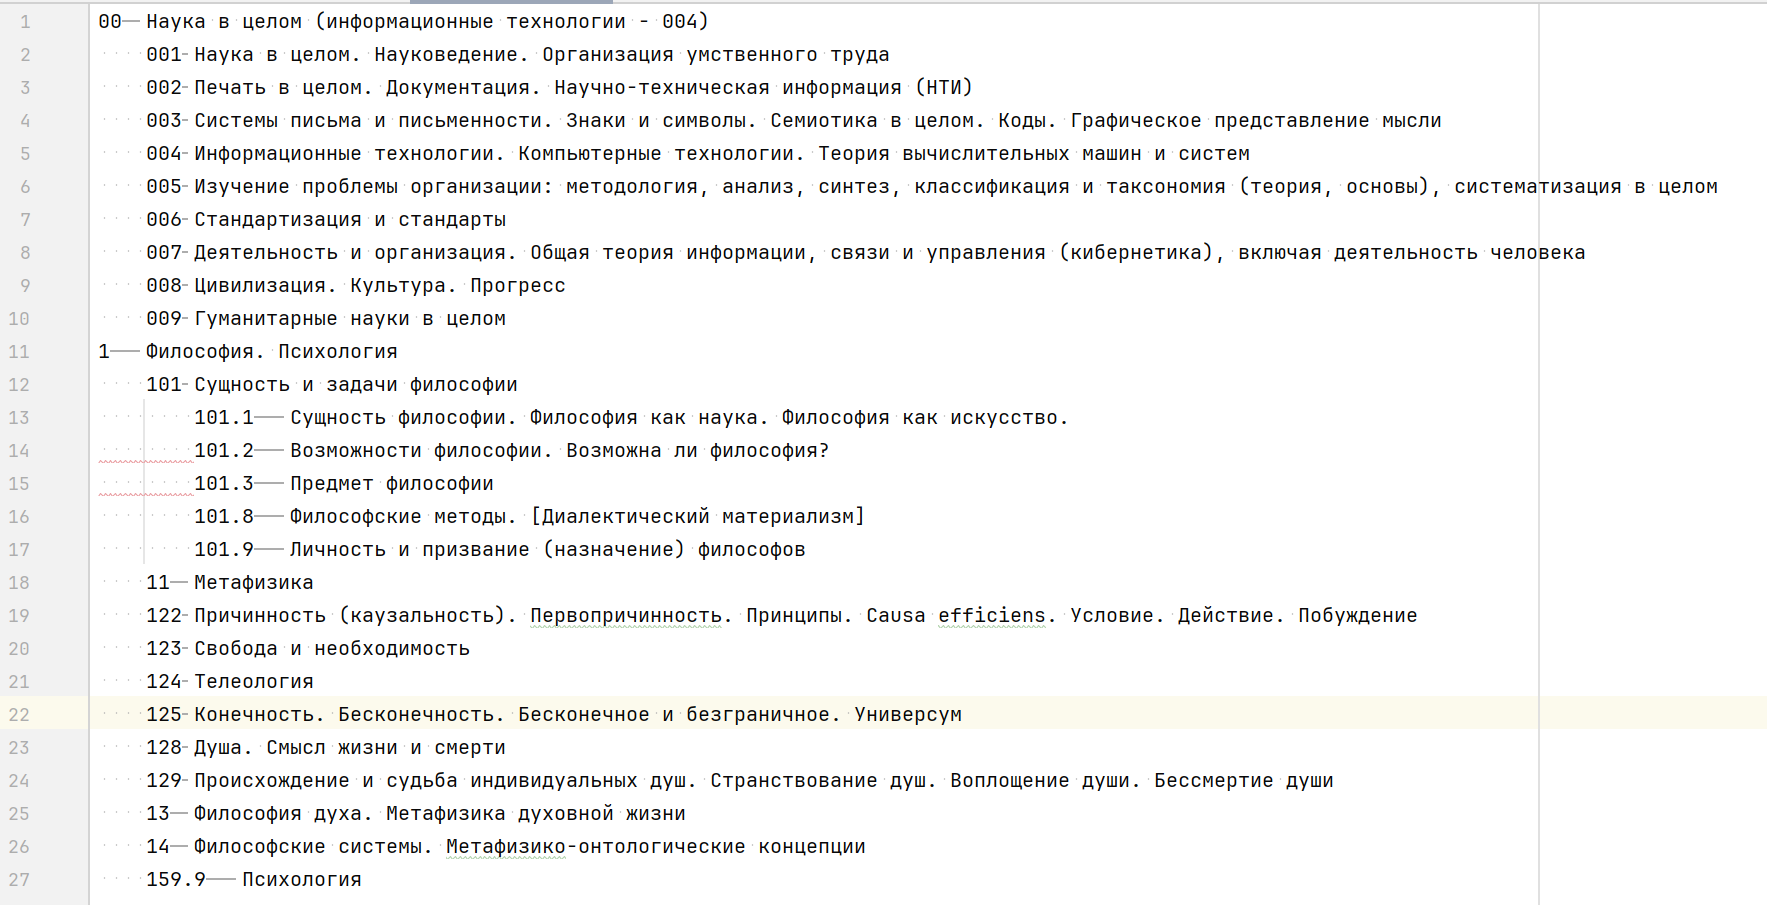 1 00 Наука в целом (информационные технологии - 004)
2 001 Наука в целом. Науковедение. Организация умственного труда
3 002 Печать в целом. Документация. Научно-техническая информация (НТИ)
4 003 Системы письма и письменности. Знаки и символы. Семиотика в целом. Коды. Графическое представление мысли
5 004 Информационные технологии. Компьютерные технологии. Теория вычислительных машин и систем
6 005 Изучение проблемы организации: методология, анализ, синтез, классификация и таксономия (теория, основы), систематизация в целом
7 006 Стандартизация и стандарты
8 007 Деятельность и организация. Общая теория информации, связи и управления (кибернетика), включая деятельность человека
9 008 Цивилизация. Культура. Прогресс
10 009 Гуманитарные науки в целом
11 1 Философия. Психология
12 101 Сущность и задачи философии
13 101.1 Сущность философии. Философия как наука. Философия как искусство.
14 101.2 Возможности философии. Возможна ли философия?
15 101.3 Предмет философии
16 101.8 Философские методы. [Диалектический материализм]
17 101.9 Личность и призвание (назначение) философов
18 11 Метафизика
19 122 Причинность (каузальность). Первопричинность. Принципы. Causa efficiens. Условие. Действие. Побуждение
20 123 Свобода и необходимость
21 124 Телеология
22 125 Конечность. Бесконечность. Бесконечное и безграничное. Универсум
23 128 Душа. Смысл жизни и смерти
24 129 Происхождение и судьба индивидуальных душ. Странствование душ. Воплощение души. Бессмертие души
25 13 Философия духа. Метафизика духовной жизни
26 14 Философские системы. Метафизико-онтологические концепции
27 159.9 Психология